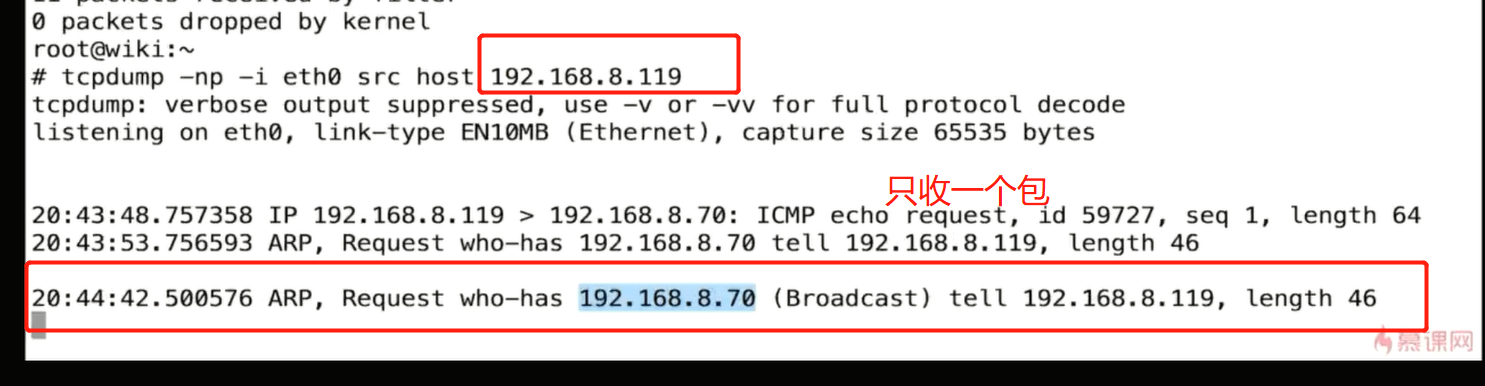 0 packets dropped by kernel
root@wiki:~
# tcpdump -np -i eth0 src host 192.168.8.119
tcpdump: verbose output suppressed, use -v or -vv for full protocol decode
listening on eth0, link-type EN10MB (Ethernet), capture size 65535 bytes
只收一个包
20:43:48.757358 IP 192.168.8.119 > 192.168.8.70: ICMP echo request, id 59727, seq 1, length 64
20:43:53.756593 ARP, Request who-has 192.168.8.70 tell 192.168.8.119, length 46
20:44:42.500576 ARP, Request who-has 192.168.8.70 (Broadcast) tell 192.168.8.119, length 46
慕课网